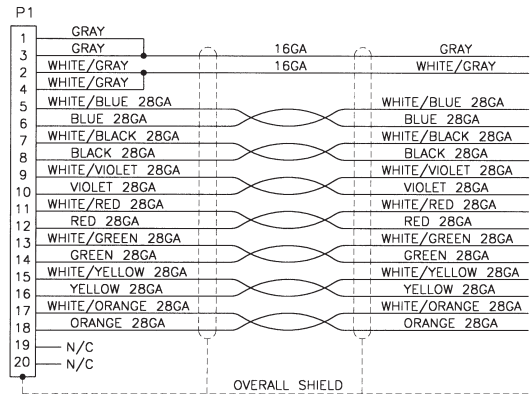 P1
1 GRAY
3 GRAY 16GA GRAY
2 WHITE/GRAY 16GA WHITE/GRAY
4 WHITE/GRAY
5 WHITE/BLUE 28GA WHITE/BLUE 28GA
6 BLUE 28GA BLUE 28GA
7 WHITE/BLACK 28GA WHITE/BLACK 28GA
8 BLACK 28GA BLACK 28GA
9 WHITE/VIOLET 28GA WHITE/VIOLET 28GA
10 VIOLET 28GA VIOLET 28GA
11 WHITE/RED 28GA WHITE/RED 28GA
12 RED 28GA RED 28GA
13 WHITE/GREEN 28GA WHITE/GREEN 28GA
14 GREEN 28GA GREEN 28GA
15 WHITE/YELLOW 28GA WHITE/YELLOW 28GA
16 YELLOW 28GA YELLOW 28GA
17 WHITE/ORANGE 28GA WHITE/ORANGE 28GA
18 ORANGE 28GA ORANGE 28GA
19 N/C
20 N/C
OVERALL SHIELD